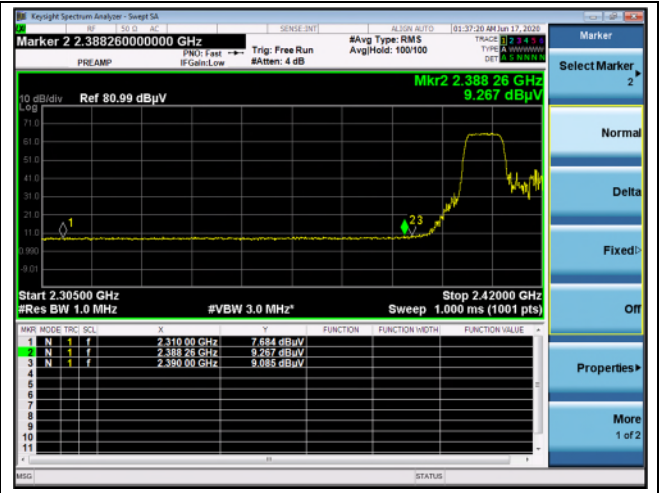 Keysight Spectrum Analyzer - Swept SA
RF 50 Ω AC SENSE:INT ALIGN AUTO 01:37:20 AM Jun 17, 2020
Marker 2 2.388260000000 GHz
PREAMP
PNO: Fast
IFGain:Low
Trig: Free Run
#Atten: 4 dB
#Avg Type: RMS
Avg|Hold: 100/100
TRACE 1 2 3 4 5 6
TYPE A WWWWW
DET A S N N N N
Mkr2 2.388 26 GHz
9.267 dBµV
10 dB/div Ref 80.99 dBµV
Log
71.0
61.0
51.0
41.0
31.0
21.0
11.0
0.990
-9.01
1
2 3
Start 2.30500 GHz Stop 2.42000 GHz
#Res BW 1.0 MHz #VBW 3.0 MHz* Sweep 1.000 ms (1001 pts)
MKR MODE TRC SCL X Y FUNCTION FUNCTION WIDTH FUNCTION VALUE
1 N 1 f 2.310 00 GHz 7.684 dBµV
2 N 1 f 2.388 26 GHz 9.267 dBµV
3 N 1 f 2.390 00 GHz 9.085 dBµV
4
5
6
7
8
9
10
11
MSG STATUS
Marker
Select Marker
2
Normal
Delta
Fixed
Off
Properties
More
1 of 2